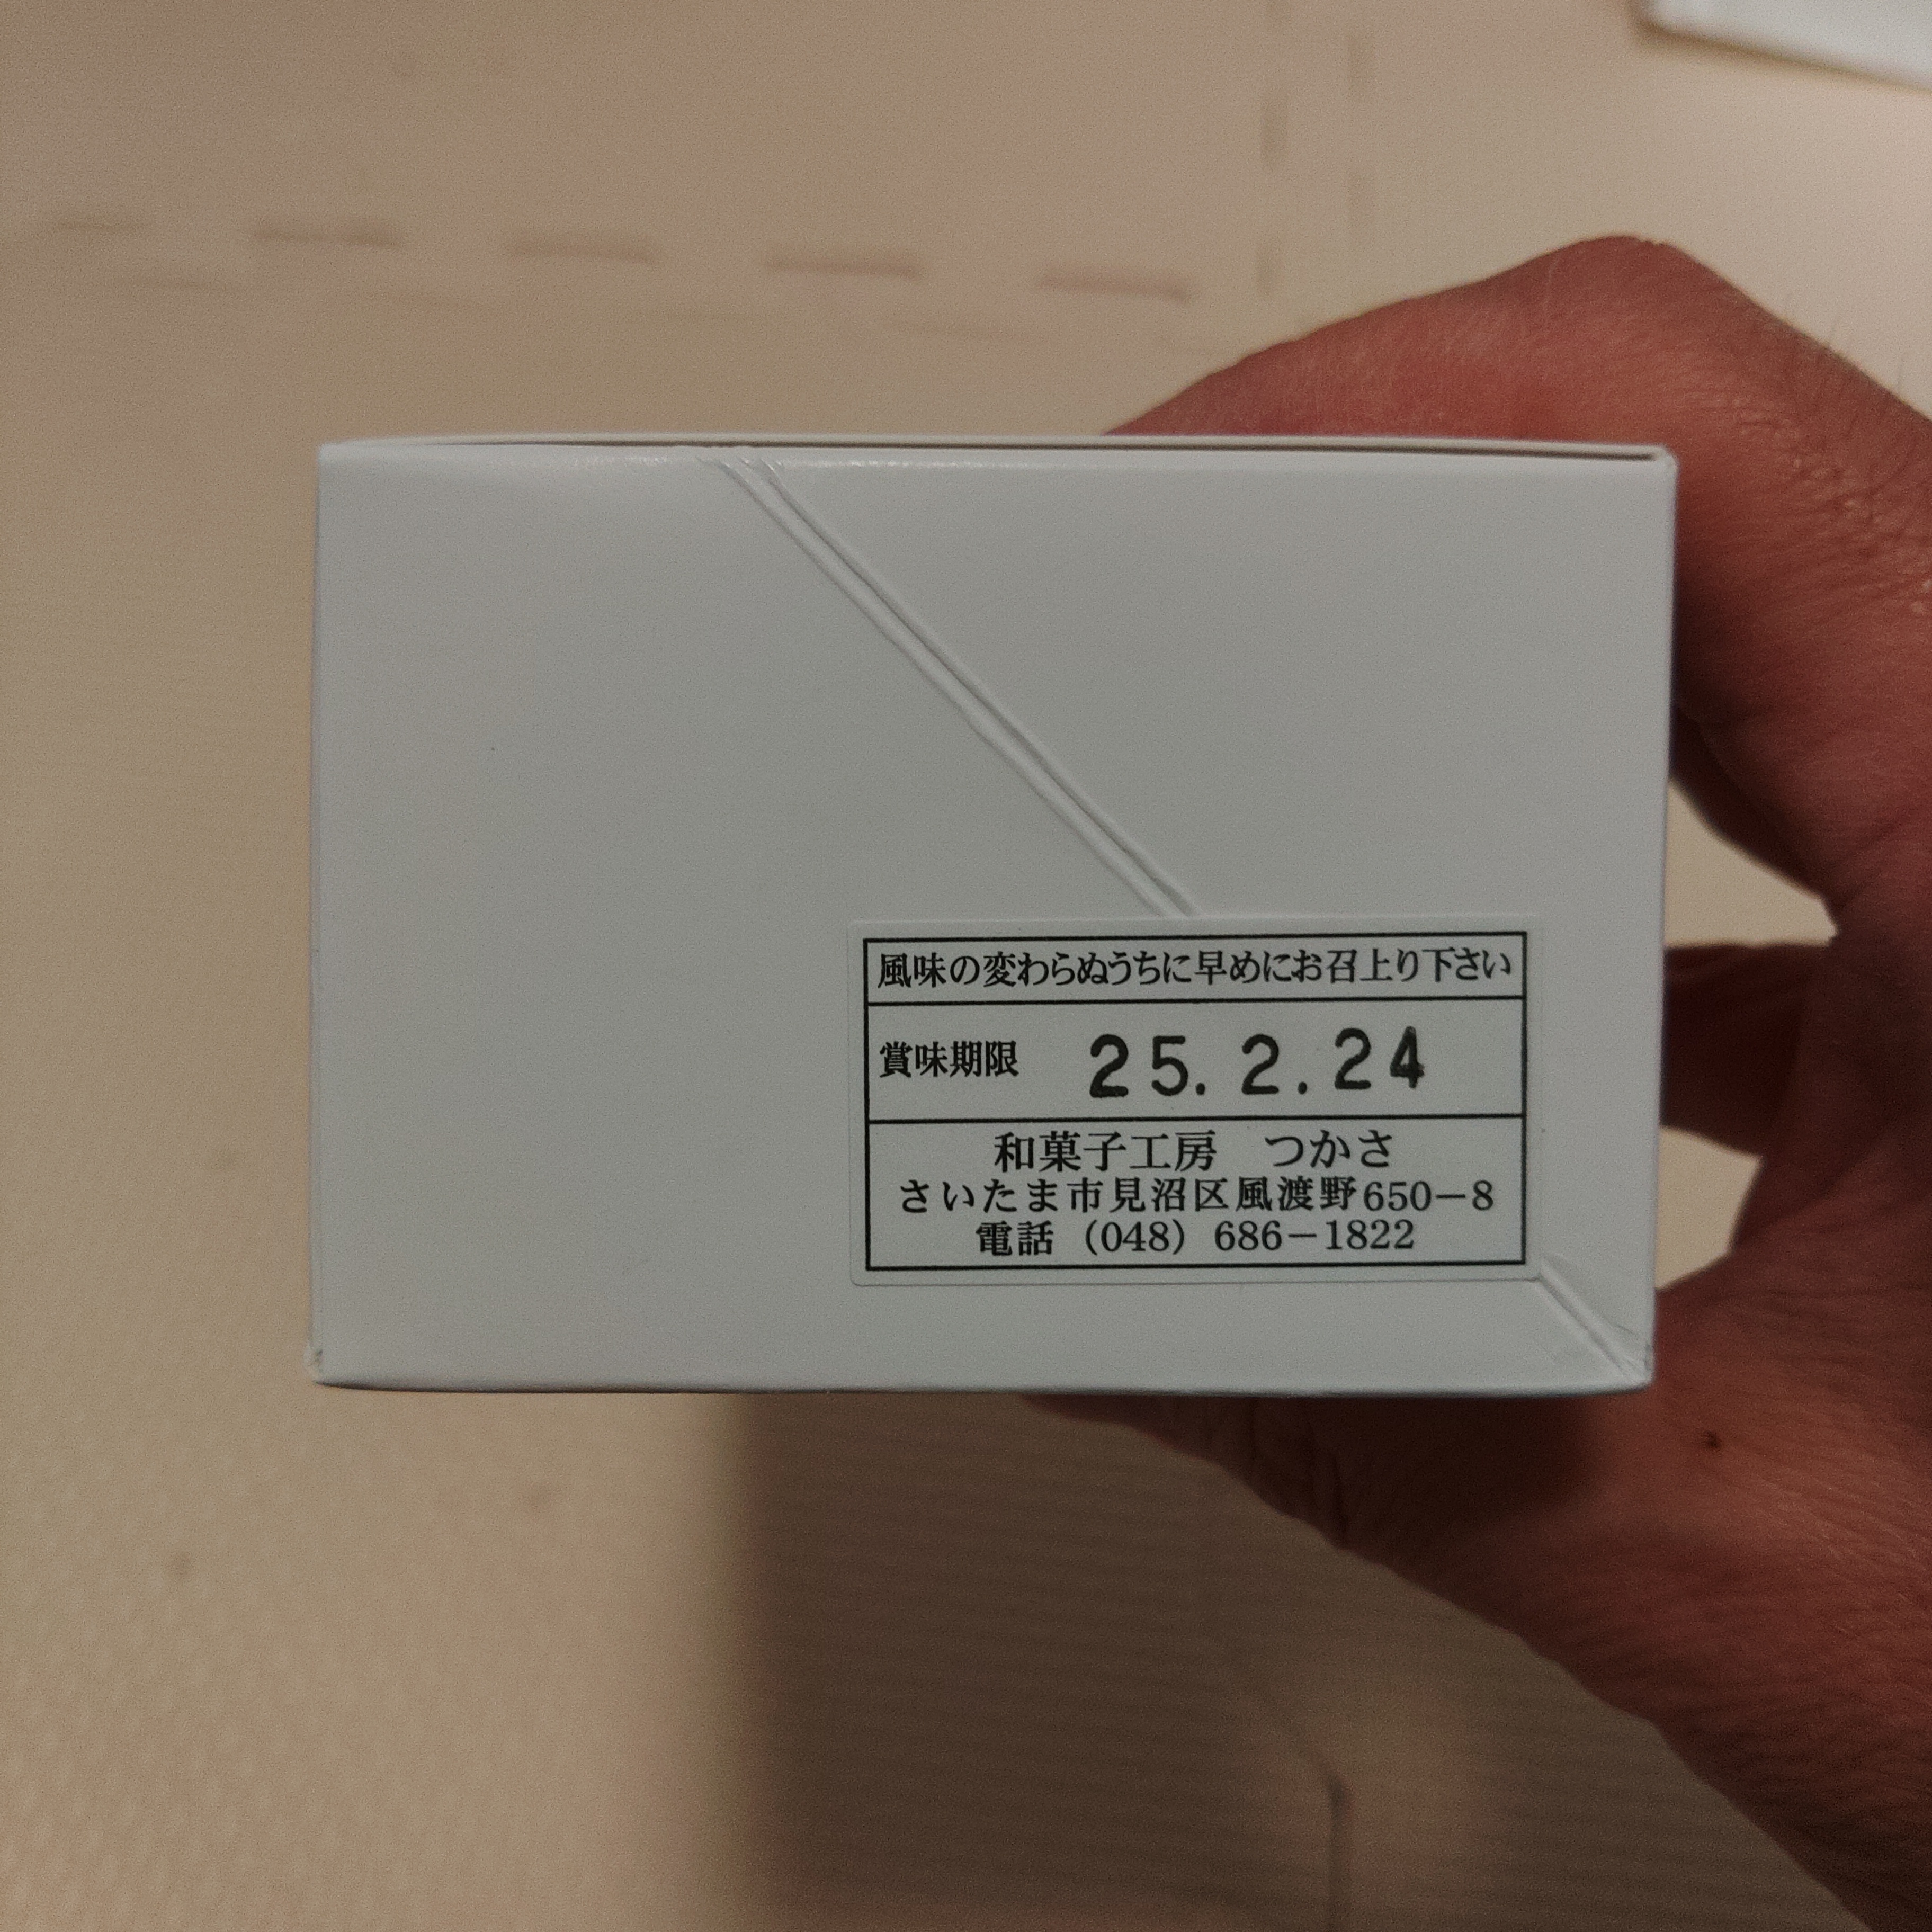 風味の変わらぬうちに早めにお召上り下さい
賞味期限 25.2.24
和菓子工房 つかさ
さいたま市見沼区風渡野650-8
電話(048)686-1822